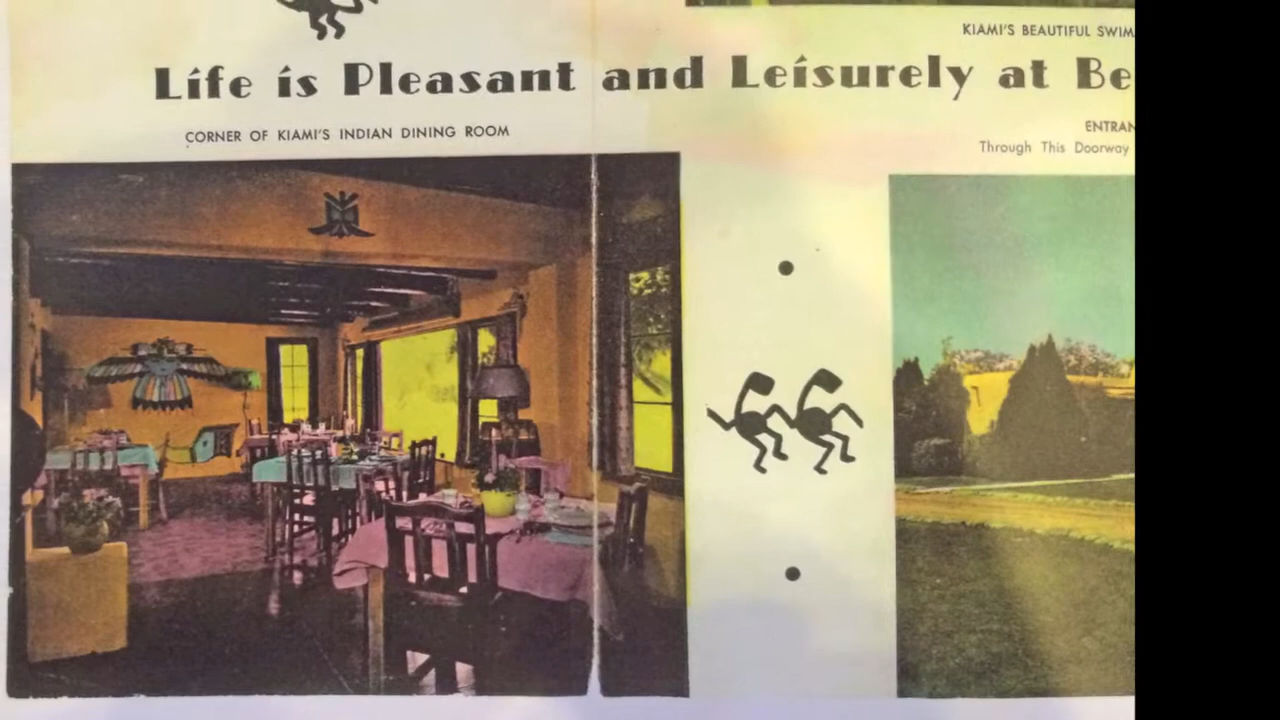 KIAMI'S BEAUTIFUL SWIM
Life is Pleasant and Leisurely at Be
CORNER OF KIAMI'S INDIAN DINING ROOM
ENTRAN
Through This Doorway